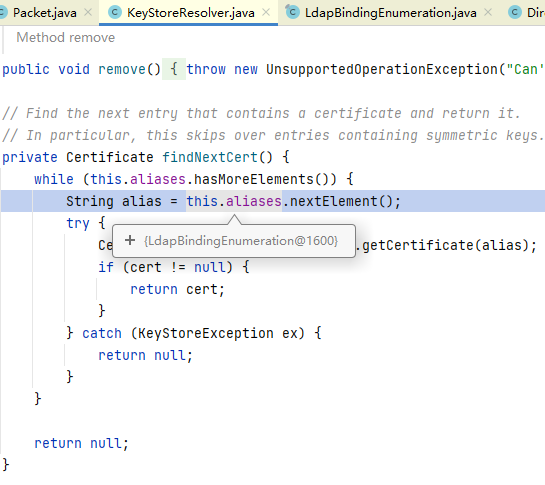 Packet.java × KeyStoreResolver.java × LdapBindingEnumeration.java × Dir
Method remove
public void remove() { throw new UnsupportedOperationException("Can'
// Find the next entry that contains a certificate and return it.
// In particular, this skips over entries containing symmetric keys.
private Certificate findNextCert() {
while (this.aliases.hasMoreElements()) {
String alias = this.aliases.nextElement();
try {
Ce .getCertificate(alias);
+ {LdapBindingEnumeration@1600}
if (cert != null) {
return cert;
}
} catch (KeyStoreException ex) {
return null;
}
}
return null;
}